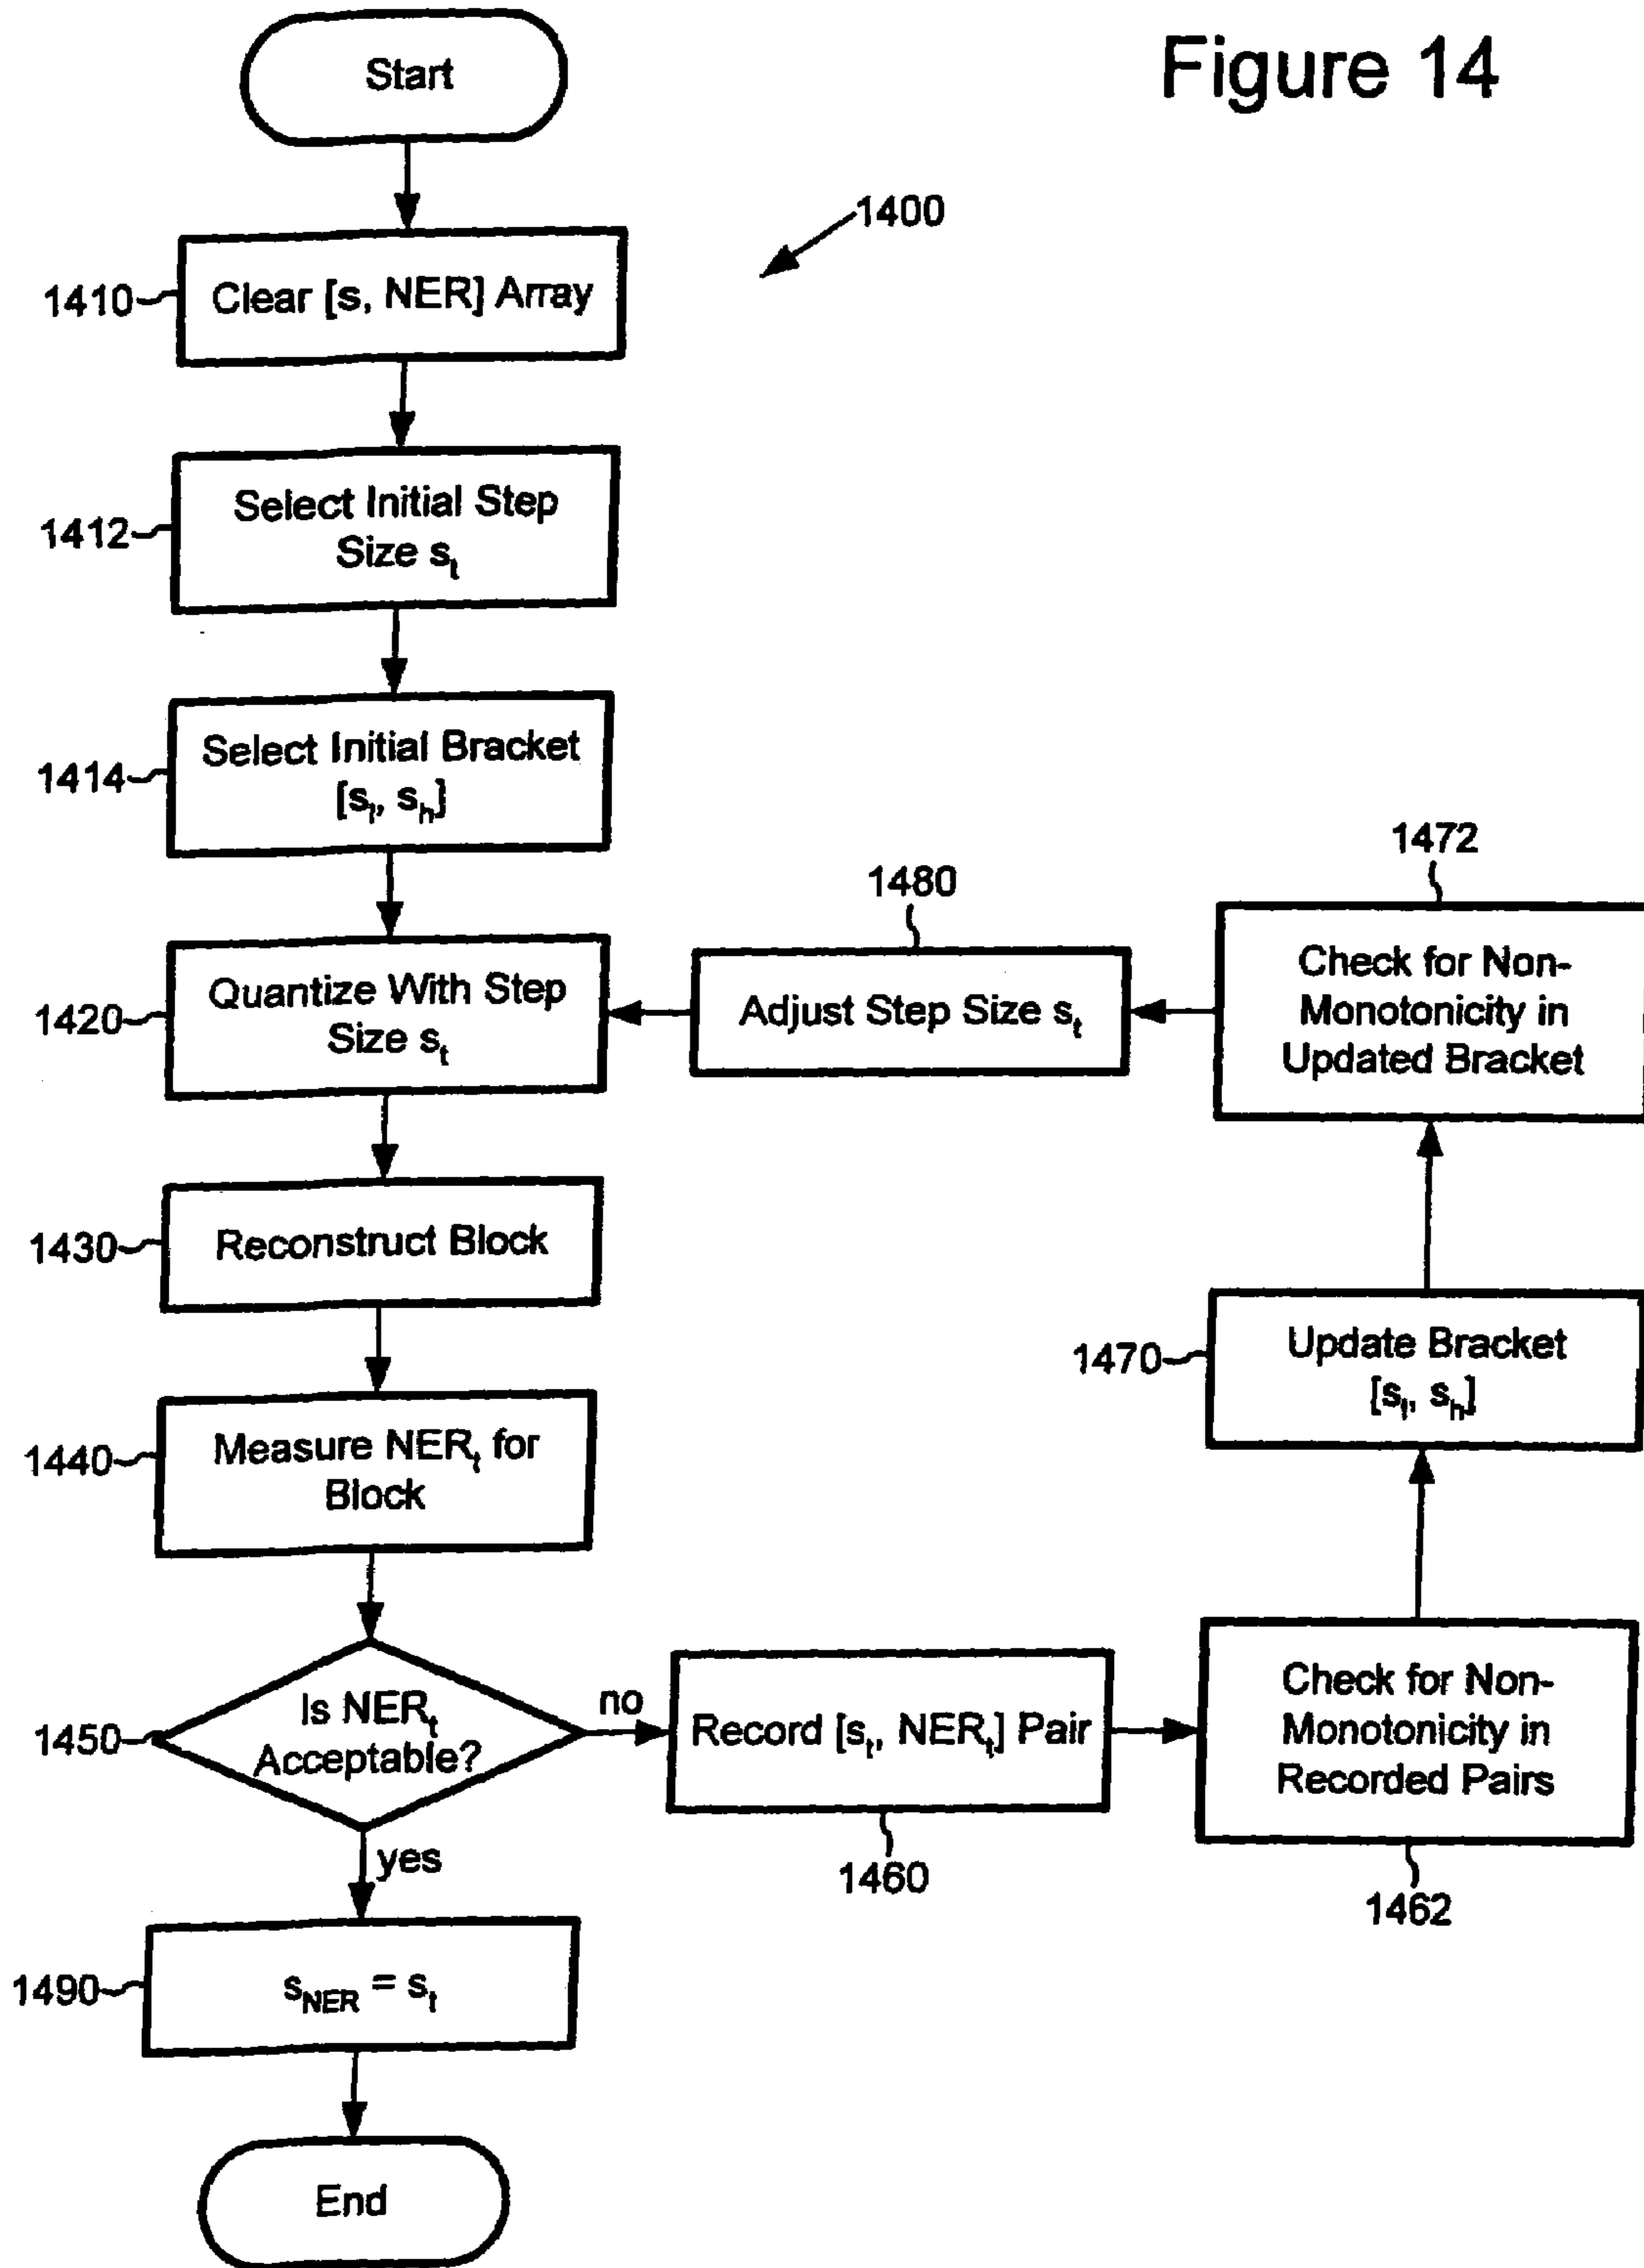 Figure 14
Start
1400
1410
Clear [s, NER] Array
1412
Select Initial Step
Size sₜ
1414
Select Initial Bracket
[sₗ, sₕ]
1420
Quantize With Step
Size sₜ
1480
Adjust Step Size sₜ
1472
Check for Non-
Monotonicity in
Updated Bracket
1430
Reconstruct Block
1470
Update Bracket
[sₗ, sₕ]
1440
Measure NERₜ for
Block
1450
Is NERₜ
Acceptable?
no
yes
Record [sₜ, NERₜ] Pair
1460
Check for Non-
Monotonicity in
Recorded Pairs
1462
1490
s_NER = sₜ
End